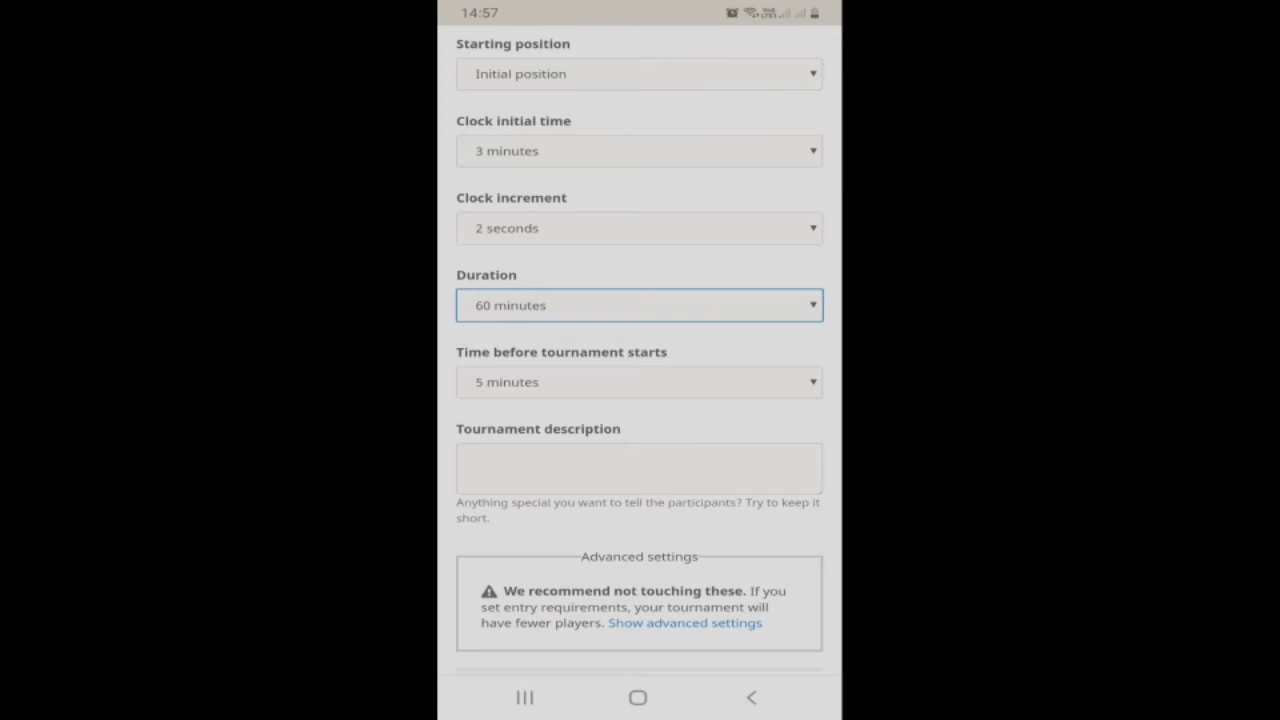 14:57
Starting position
Initial position
Clock initial time
3 minutes
Clock increment
2 seconds
Duration
60 minutes
Time before tournament starts
5 minutes
Tournament description
Anything special you want to tell the participants? Try to keep it
short.
Advanced settings
We recommend not touching these. If you
set entry requirements, your tournament will
have fewer players. Show advanced settings